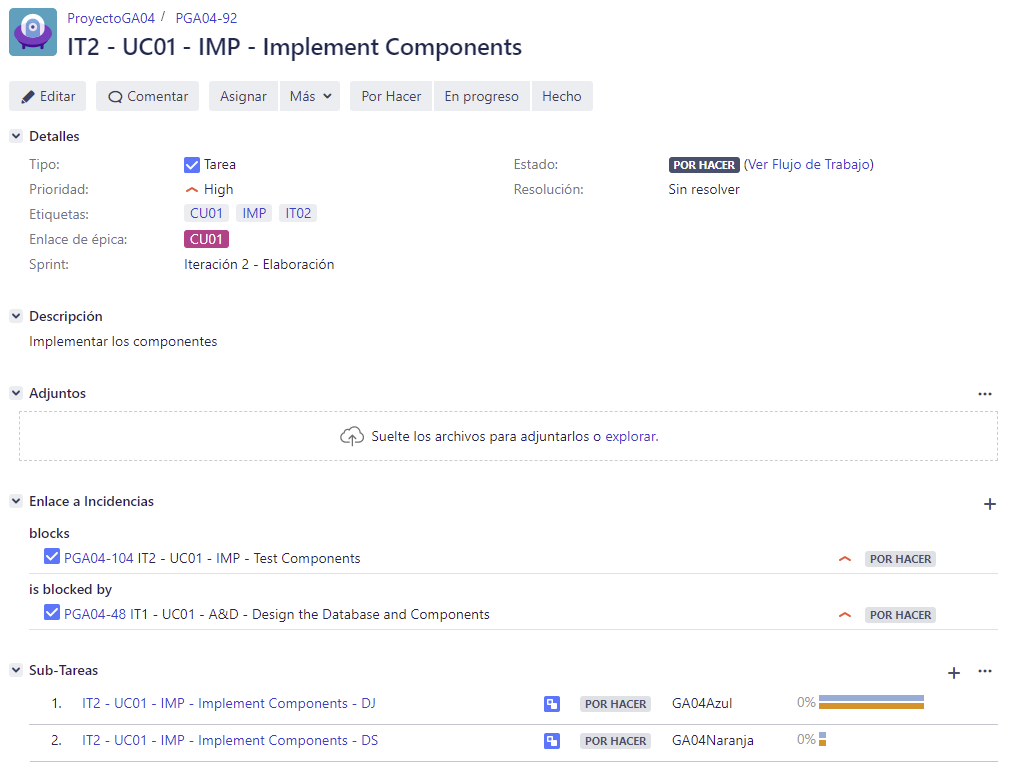 ProyectoGA04 / PGA04-92
IT2 - UC01 - IMP - Implement Components
Editar Comentar Asignar Más Por Hacer En progreso Hecho
Detalles
Tipo: Tarea Estado: POR HACER (Ver Flujo de Trabajo)
Prioridad: High Resolución: Sin resolver
Etiquetas: CU01 IMP IT02
Enlace de épica: CU01
Sprint: Iteración 2 - Elaboración
Descripción
Implementar los componentes
Adjuntos
Suelte los archivos para adjuntarlos o explorar.
Enlace a Incidencias
blocks
PGA04-104 IT2 - UC01 - IMP - Test Components POR HACER
is blocked by
PGA04-48 IT1 - UC01 - A&D - Design the Database and Components POR HACER
Sub-Tareas
1. IT2 - UC01 - IMP - Implement Components - DJ POR HACER GA04Azul 0%
2. IT2 - UC01 - IMP - Implement Components - DS POR HACER GA04Naranja 0%